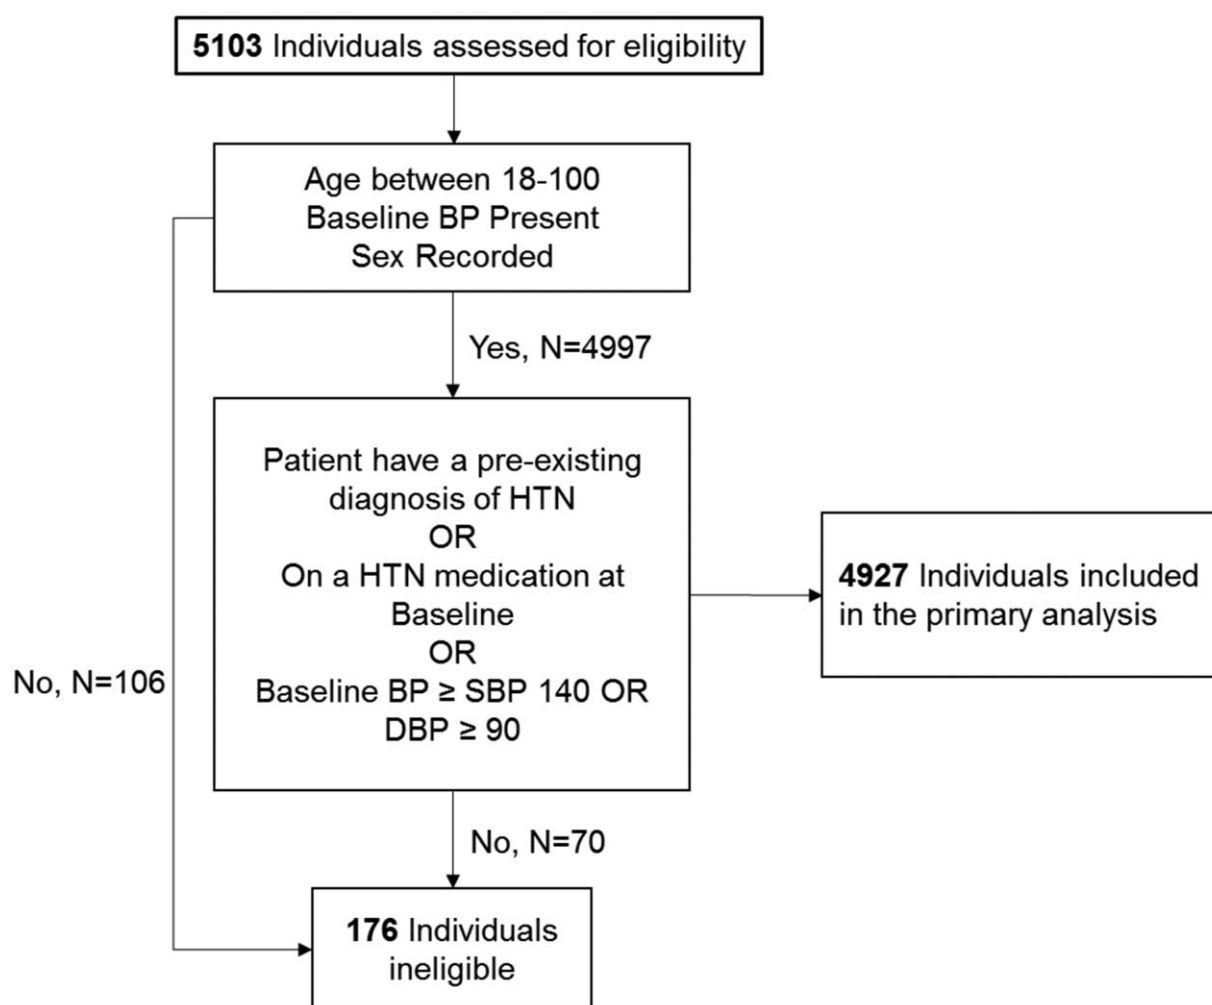 5103 Individuals assessed for eligibility
Age between 18-100
Baseline BP Present
Sex Recorded
Yes, N=4997
Patient have a pre-existing
diagnosis of HTN
OR
On a HTN medication at
Baseline
OR
Baseline BP ≥ SBP 140 OR
DBP ≥ 90
4927 Individuals included
in the primary analysis
No, N=106
No, N=70
176 Individuals
ineligible